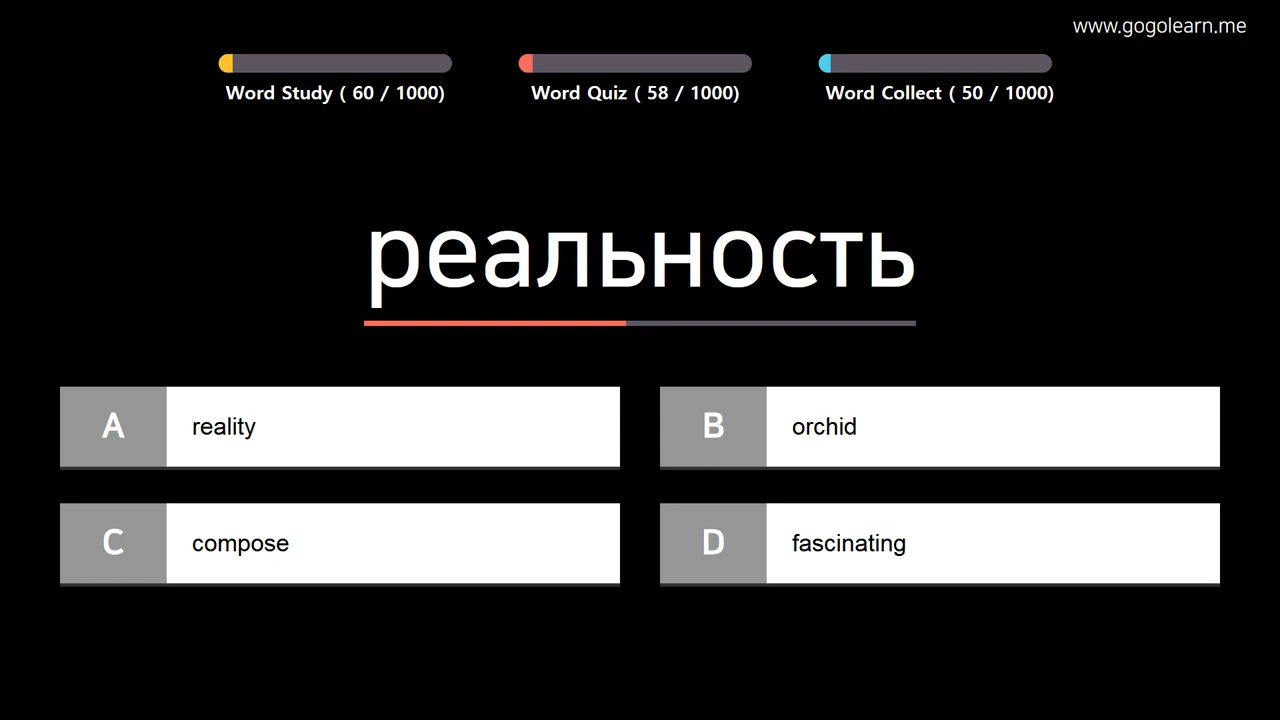 www.gogolearn.me
Word Study ( 60 / 1000)
Word Quiz ( 58 / 1000)
Word Collect ( 50 / 1000)
реальность
A reality
B orchid
C compose
D fascinating